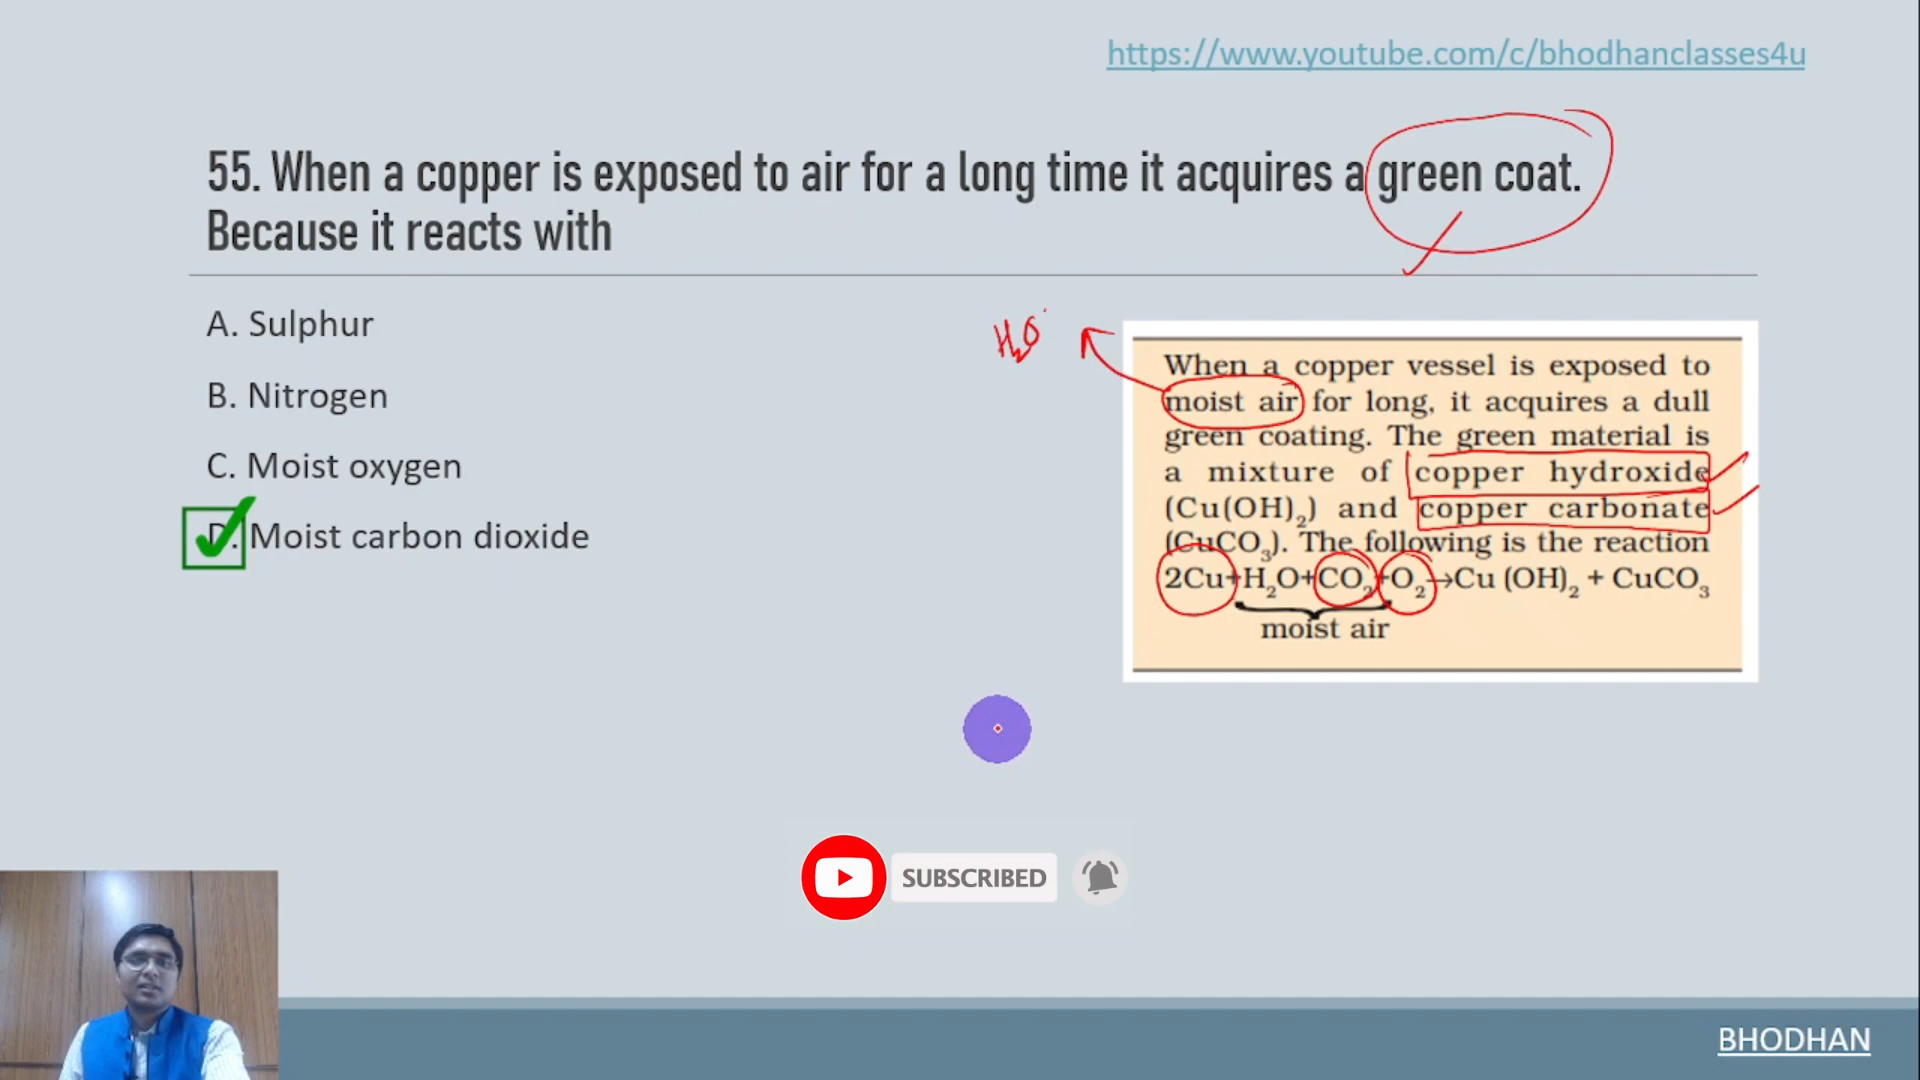 https://www.youtube.com/c/bhodhanclasses4u
55. When a copper is exposed to air for a long time it acquires a green coat.
Because it reacts with
A. Sulphur
B. Nitrogen
C. Moist oxygen
D. Moist carbon dioxide
H₂O
When a copper vessel is exposed to
moist air for long, it acquires a dull
green coating. The green material is
a mixture of copper hydroxide
(Cu(OH)₂) and copper carbonate
(CuCO₃). The following is the reaction
2Cu+H₂O+CO₂+O₂→Cu (OH)₂ + CuCO₃
moist air
SUBSCRIBED
BHODHAN